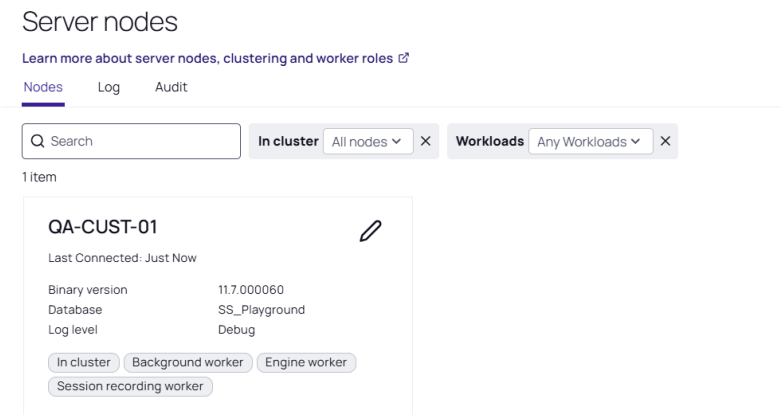 Server nodes
Learn more about server nodes, clustering and worker roles
Nodes Log Audit
Search In cluster All nodes Workloads Any Workloads
1 item
QA-CUST-01
Last Connected: Just Now
Binary version 11.7.000060
Database SS_Playground
Log level Debug
In cluster Background worker Engine worker
Session recording worker